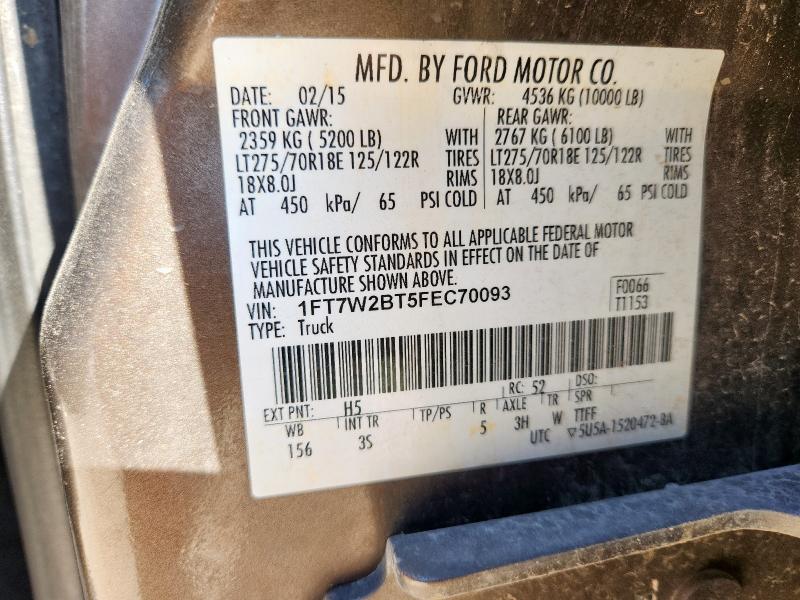 MFD. BY FORD MOTOR CO.
DATE: 02/15 GVWR: 4536 KG (10000 LB)
FRONT GAWR: REAR GAWR:
2359 KG ( 5200 LB) WITH 2767 KG ( 6100 LB) WITH
LT275/70R18E 125/122R TIRES LT275/70R18E 125/122R TIRES
18X8.0J RIMS 18X8.0J RIMS
AT 450 kPa/ 65 PSI COLD AT 450 kPa/ 65 PSI COLD
THIS VEHICLE CONFORMS TO ALL APPLICABLE FEDERAL MOTOR
VEHICLE SAFETY STANDARDS IN EFFECT ON THE DATE OF
MANUFACTURE SHOWN ABOVE.
VIN: 1FT7W2BT5FEC70093 F0066
TYPE: Truck T1153
EXT PNT: H5 RC: 52 DSO:
WB INT TR TP/PS R AXLE TR SPR
156 3S 5 3H W TTFF
UTC ▽5U5A-1520472-BA